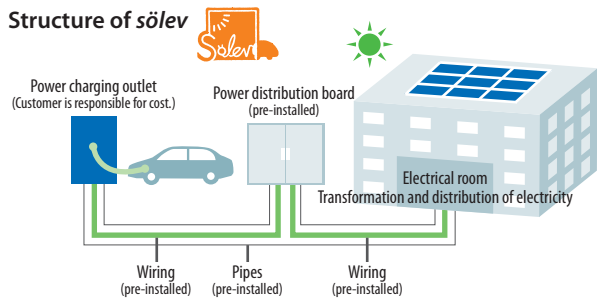 Structure of sölev
Sölev
Power charging outlet
(Customer is responsible for cost.)
Power distribution board
(pre-installed)
Electrical room
Transformation and distribution of electricity
Wiring
(pre-installed)
Pipes
(pre-installed)
Wiring
(pre-installed)